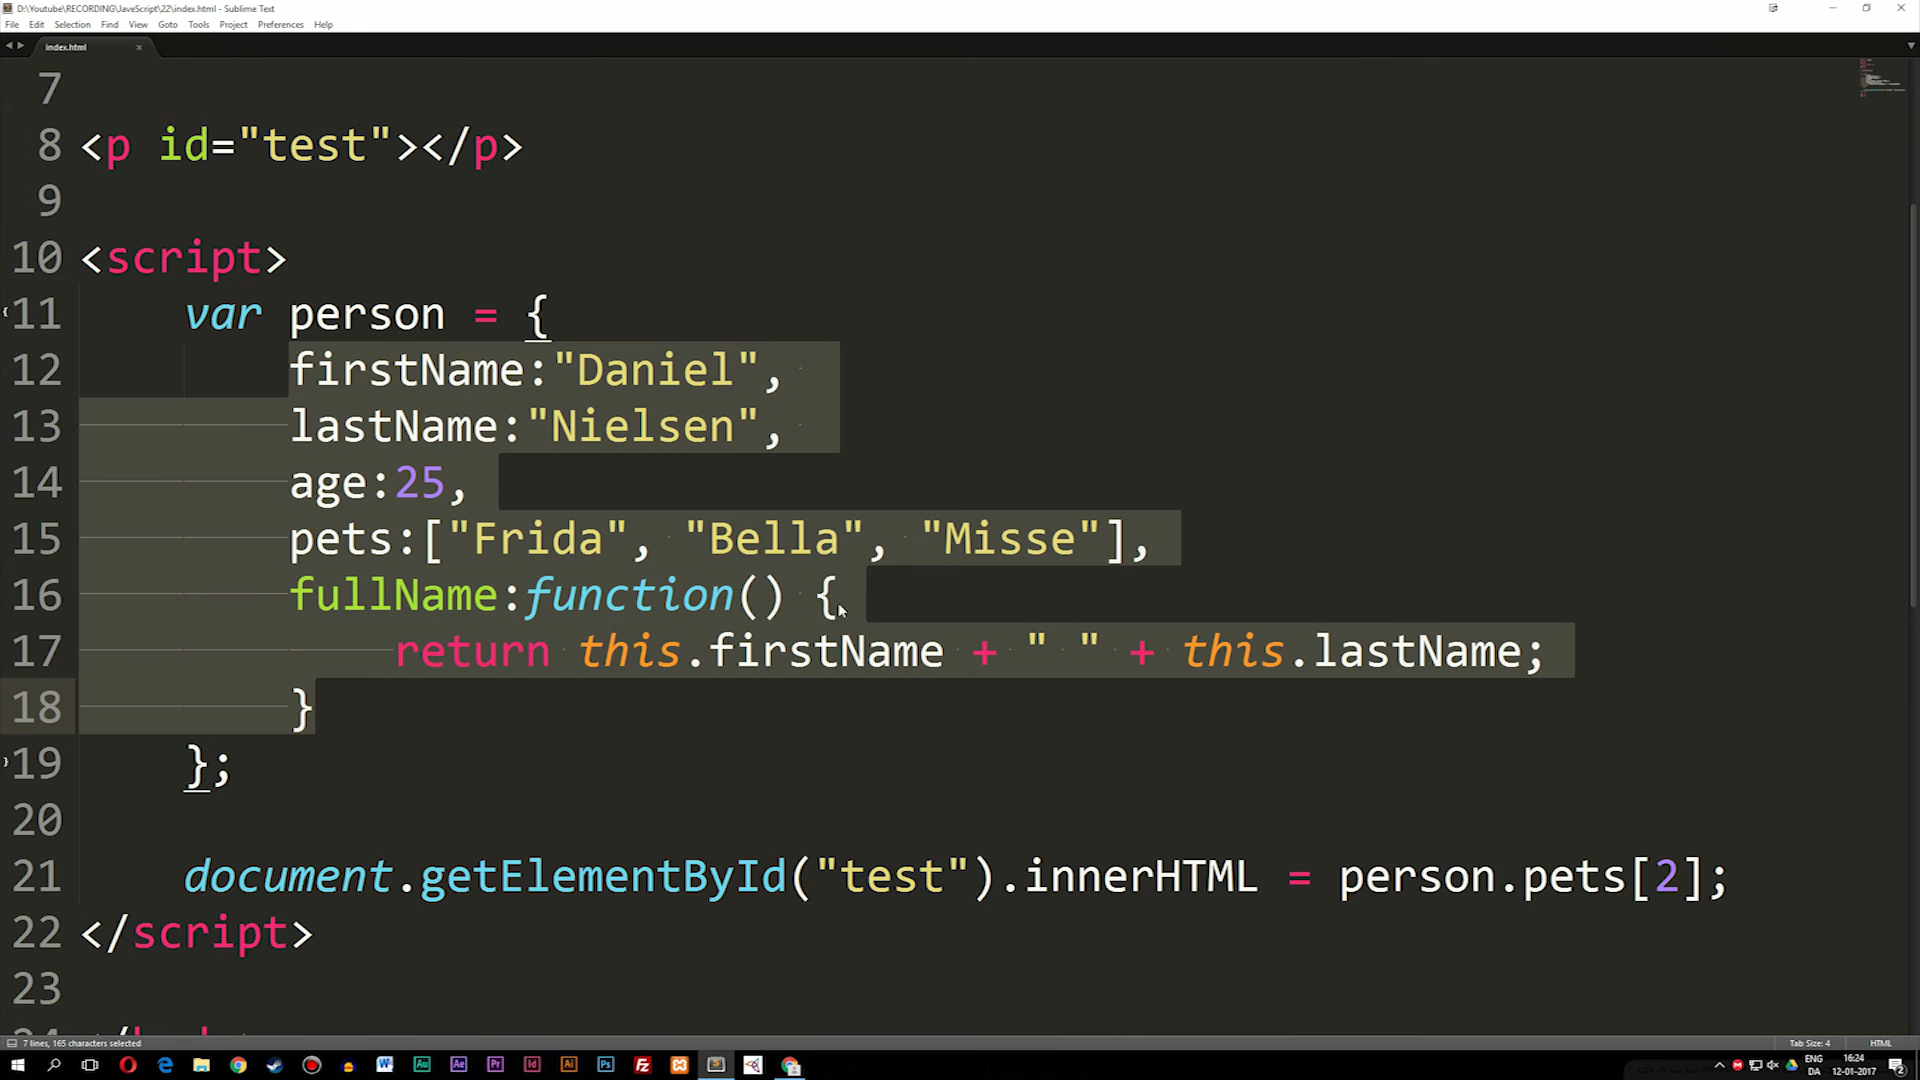 D:\Youtube\RECORDING\JaveScript\22\index.html - Sublime Text
File Edit Selection Find View Goto Tools Project Preferences Help
index.html
7
8 <p id="test"></p>
9
10 <script>
11 var person = {
12 firstName:"Daniel",
13 lastName:"Nielsen",
14 age:25,
15 pets:["Frida", "Bella", "Misse"],
16 fullName:function() {
17 return this.firstName + " " + this.lastName;
18 }
19 };
20
21 document.getElementById("test").innerHTML = person.pets[2];
22 </script>
23
7 lines, 165 characters selected
Tab Size: 4 HTML
ENG 16:24
DA 12-01-2017